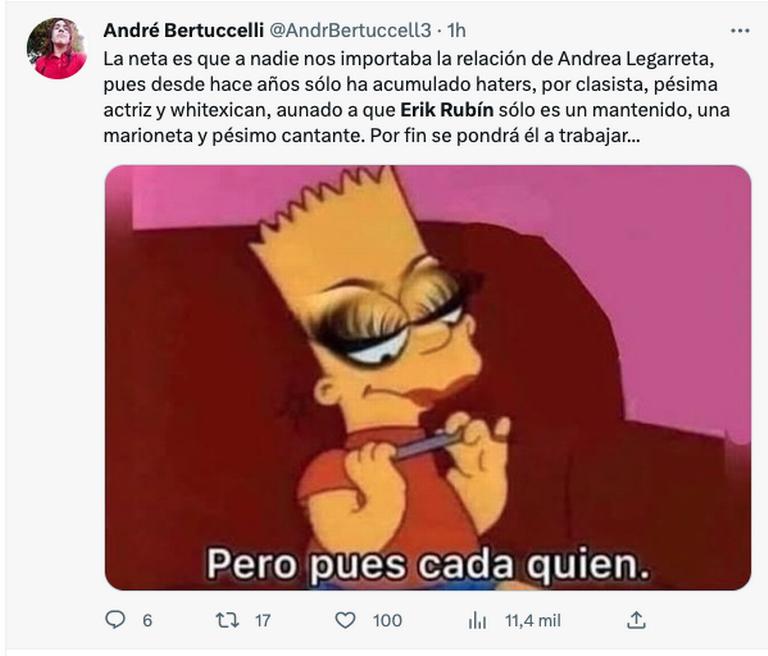 André Bertuccelli @AndrBertuccell3 · 1h
La neta es que a nadie nos importaba la relación de Andrea Legarreta,
pues desde hace años sólo ha acumulado haters, por clasista, pésima
actriz y whitexican, aunado a que Erik Rubín sólo es un mantenido, una
marioneta y pésimo cantante. Por fin se pondrá él a trabajar...
Pero pues cada quien.
6 17 100 11,4 mil